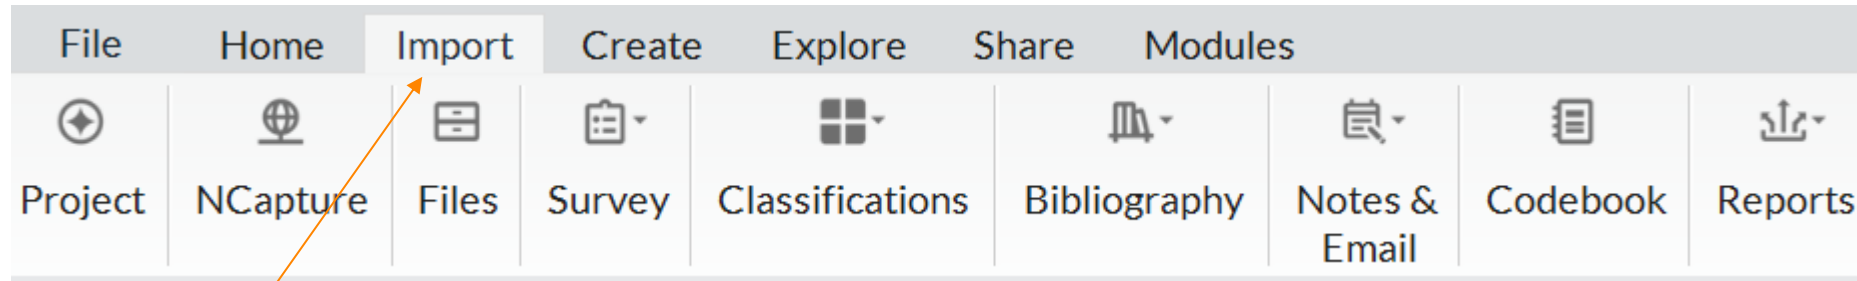 File Home Import Create Explore Share Modules
Project NCapture Files Survey Classifications Bibliography Notes & Codebook Reports
Email